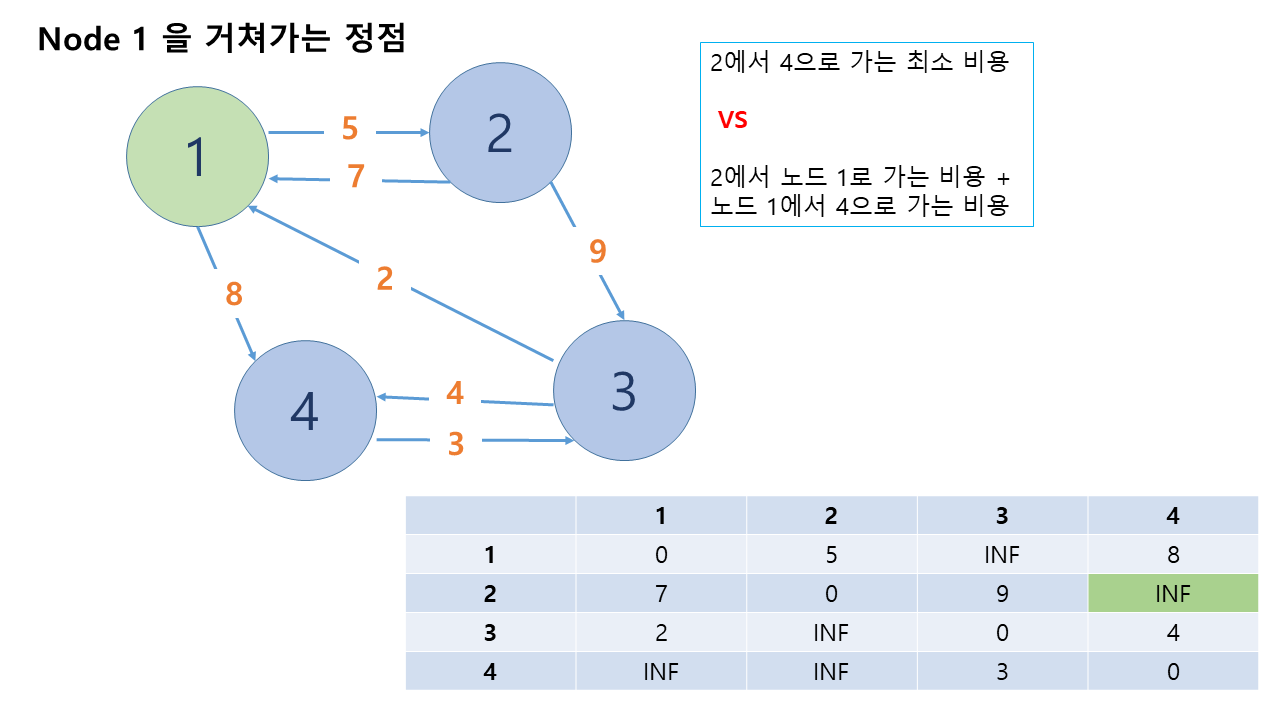 Node 1 을 거쳐가는 정점
2에서 4으로 가는 최소 비용
VS
2에서 노드 1로 가는 비용 +
노드 1에서 4으로 가는 비용
1
2
5
7
9
2
8
4
3
4
3
1 2 3 4
1 0 5 INF 8
2 7 0 9 INF
3 2 INF 0 4
4 INF INF 3 0